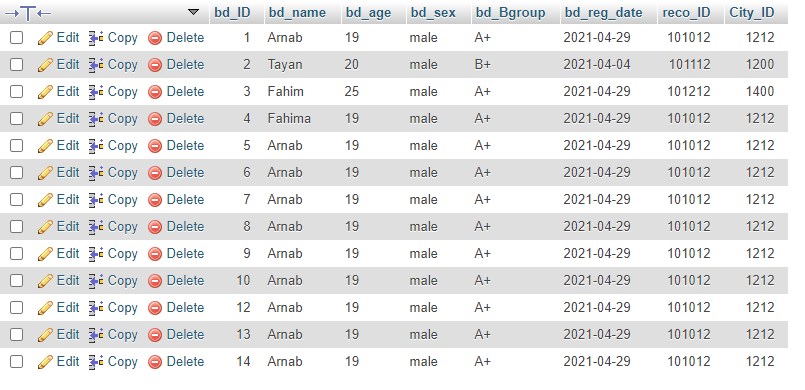 bd_ID bd_name bd_age bd_sex bd_Bgroup bd_reg_date reco_ID City_ID
Edit Copy Delete 1 Arnab 19 male A+ 2021-04-29 101012 1212
Edit Copy Delete 2 Tayan 20 male B+ 2021-04-04 101112 1200
Edit Copy Delete 3 Fahim 25 male A+ 2021-04-29 101212 1400
Edit Copy Delete 4 Fahima 19 male A+ 2021-04-29 101012 1212
Edit Copy Delete 5 Arnab 19 male A+ 2021-04-29 101012 1212
Edit Copy Delete 6 Arnab 19 male A+ 2021-04-29 101012 1212
Edit Copy Delete 7 Arnab 19 male A+ 2021-04-29 101012 1212
Edit Copy Delete 8 Arnab 19 male A+ 2021-04-29 101012 1212
Edit Copy Delete 9 Arnab 19 male A+ 2021-04-29 101012 1212
Edit Copy Delete 10 Arnab 19 male A+ 2021-04-29 101012 1212
Edit Copy Delete 12 Arnab 19 male A+ 2021-04-29 101012 1212
Edit Copy Delete 13 Arnab 19 male A+ 2021-04-29 101012 1212
Edit Copy Delete 14 Arnab 19 male A+ 2021-04-29 101012 1212